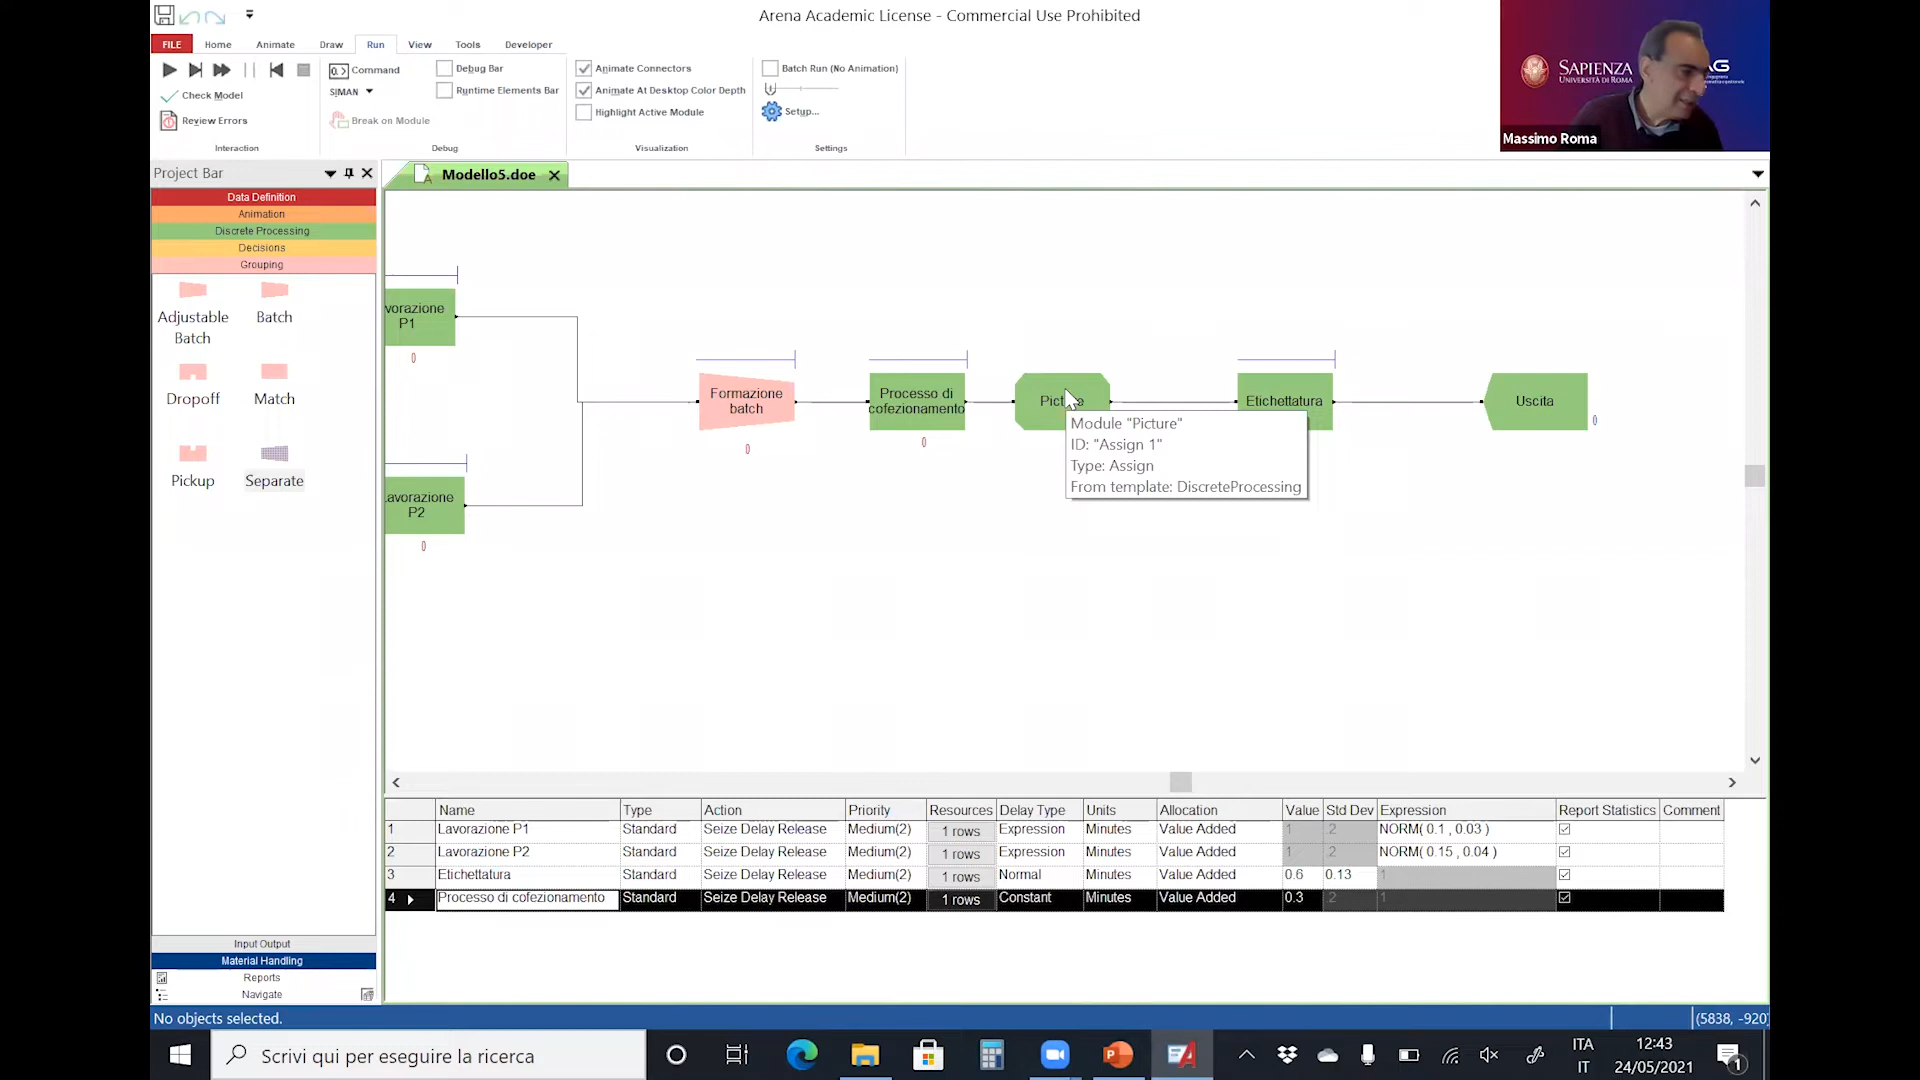 Arena Academic License - Commercial Use Prohibited
FILE Home Animate Draw Run View Tools Developer
Command
SIMAN
Check Model
Review Errors
Break on Module
Debug Bar
Runtime Elements Bar
Animate Connectors
Animate At Desktop Color Depth
Highlight Active Module
Batch Run (No Animation)
Setup...
Interaction Debug Visualization Settings
SAPIENZA
UNIVERSITÀ DI ROMA
Massimo Roma
Project Bar
Modello5.doe
Data Definition
Animation
Discrete Processing
Decisions
Grouping
Adjustable Batch
Batch
Dropoff
Match
Pickup
Separate
vorazione
P1
0
avorazione
P2
0
Formazione
batch
0
Processo di
cofezionamento
0
Etichettatura
Uscita
0
Module "Picture"
ID: "Assign 1"
Type: Assign
From template: DiscreteProcessing
Name Type Action Priority Resources Delay Type Units Allocation Value Std Dev Expression Report Statistics Comment
1 Lavorazione P1 Standard Seize Delay Release Medium(2) 1 rows Expression Minutes Value Added 1 .2 NORM( 0.1 , 0.03 )
2 Lavorazione P2 Standard Seize Delay Release Medium(2) 1 rows Expression Minutes Value Added 1 .2 NORM( 0.15 , 0.04 )
3 Etichettatura Standard Seize Delay Release Medium(2) 1 rows Normal Minutes Value Added 0.6 0.13 1
4 Processo di cofezionamento Standard Seize Delay Release Medium(2) 1 rows Constant Minutes Value Added 0.3 .2 1
Input Output
Material Handling
Reports
Navigate
No objects selected.
(5838, -920)
Scrivi qui per eseguire la ricerca
ITA
IT
12:43
24/05/2021
1